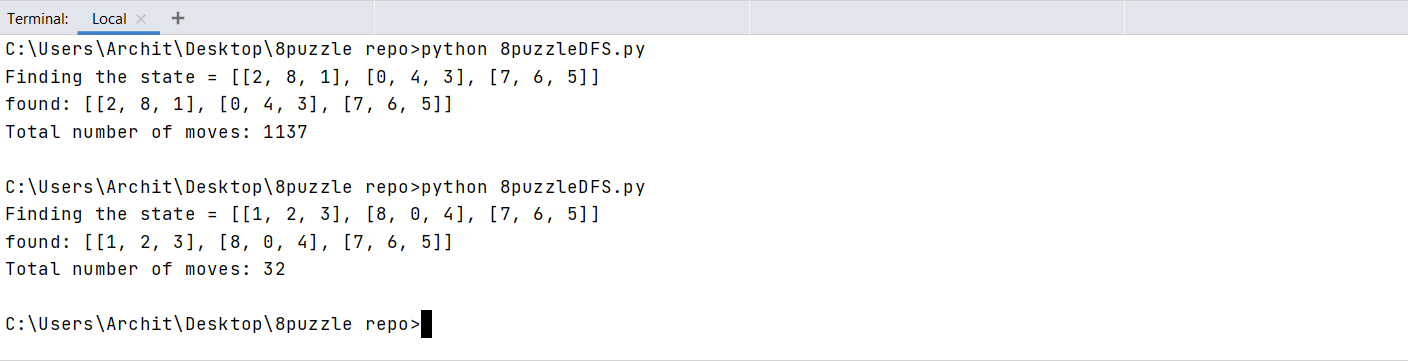 Terminal: Local × +
C:\Users\Archit\Desktop\8puzzle repo>python 8puzzleDFS.py
Finding the state = [[2, 8, 1], [0, 4, 3], [7, 6, 5]]
found: [[2, 8, 1], [0, 4, 3], [7, 6, 5]]
Total number of moves: 1137
C:\Users\Archit\Desktop\8puzzle repo>python 8puzzleDFS.py
Finding the state = [[1, 2, 3], [8, 0, 4], [7, 6, 5]]
found: [[1, 2, 3], [8, 0, 4], [7, 6, 5]]
Total number of moves: 32
C:\Users\Archit\Desktop\8puzzle repo>